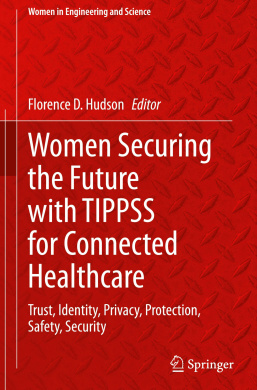 Women in Engineering and Science
Florence D. Hudson Editor
Women Securing
the Future
with TIPPSS
for Connected
Healthcare
Trust, Identity, Privacy, Protection,
Safety, Security
Springer